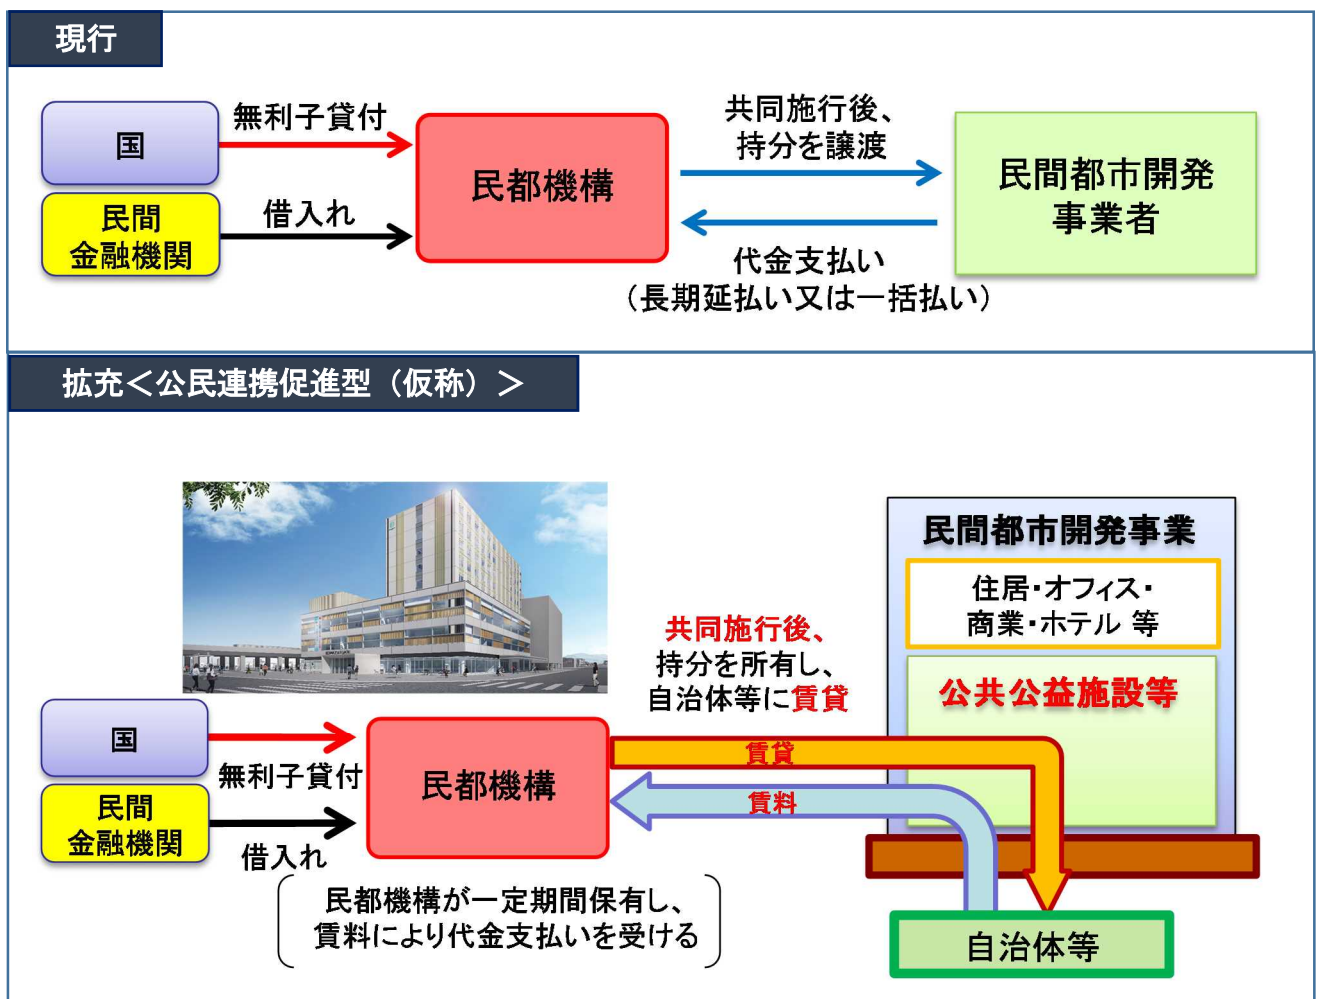 現行
国
無利子貸付
民間
金融機関
借入れ
民都機構
共同施行後、
持分を譲渡
代金支払い
(長期延払い又は一括払い)
民間都市開発
事業者
拡充＜公民連携促進型（仮称）＞
民間都市開発事業
住居・オフィス・
商業・ホテル 等
公共公益施設等
共同施行後、
持分を所有し、
自治体等に賃貸
国
無利子貸付
民間
金融機関
借入れ
民都機構
賃貸
賃料
民都機構が一定期間保有し、
賃料により代金支払いを受ける
自治体等